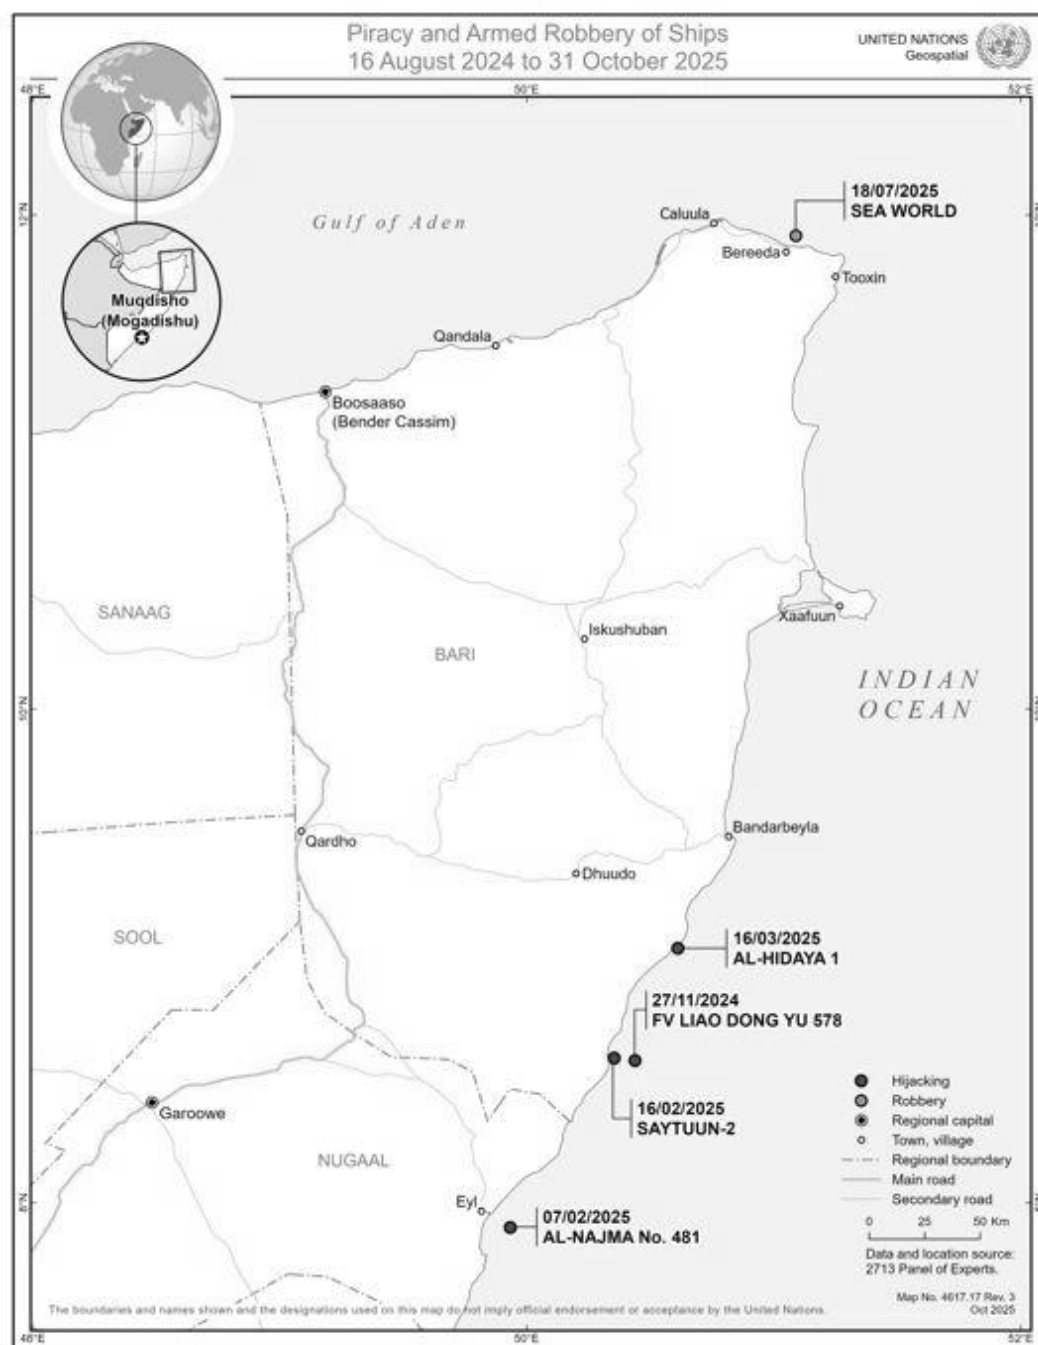 Piracy and Armed Robbery of Ships
16 August 2024 to 31 October 2025
UNITED NATIONS
Geospatial
48°E
50°E
52°E
12°N
Gulf of Aden
18/07/2025
SEA WORLD
Caluula
Bereeda
Tooxin
Muqdisho
(Mogadishu)
Qandala
Boosaaso
(Bender Cassim)
SANAAG
Xaafuun
Iskushuban
BARI
INDIAN
OCEAN
10°N
Bandarbeyla
Qardho
Dhuudo
SOOL
16/03/2025
AL-HIDAYA 1
27/11/2024
FV LIAO DONG YU 578
Garoowe
16/02/2025
SAYTUUN-2
NUGAAL
Eyl
8°N
07/02/2025
AL-NAJMA No. 481
Hijacking
Robbery
Regional capital
Town, village
Regional boundary
Main road
Secondary road
0 25 50 Km
Data and location source:
2713 Panel of Experts.
The boundaries and names shown and the designations used on this map do not imply official endorsement or acceptance by the United Nations.
Map No. 4617.17 Rev. 3
Oct 2025
48°E
50°E
52°E